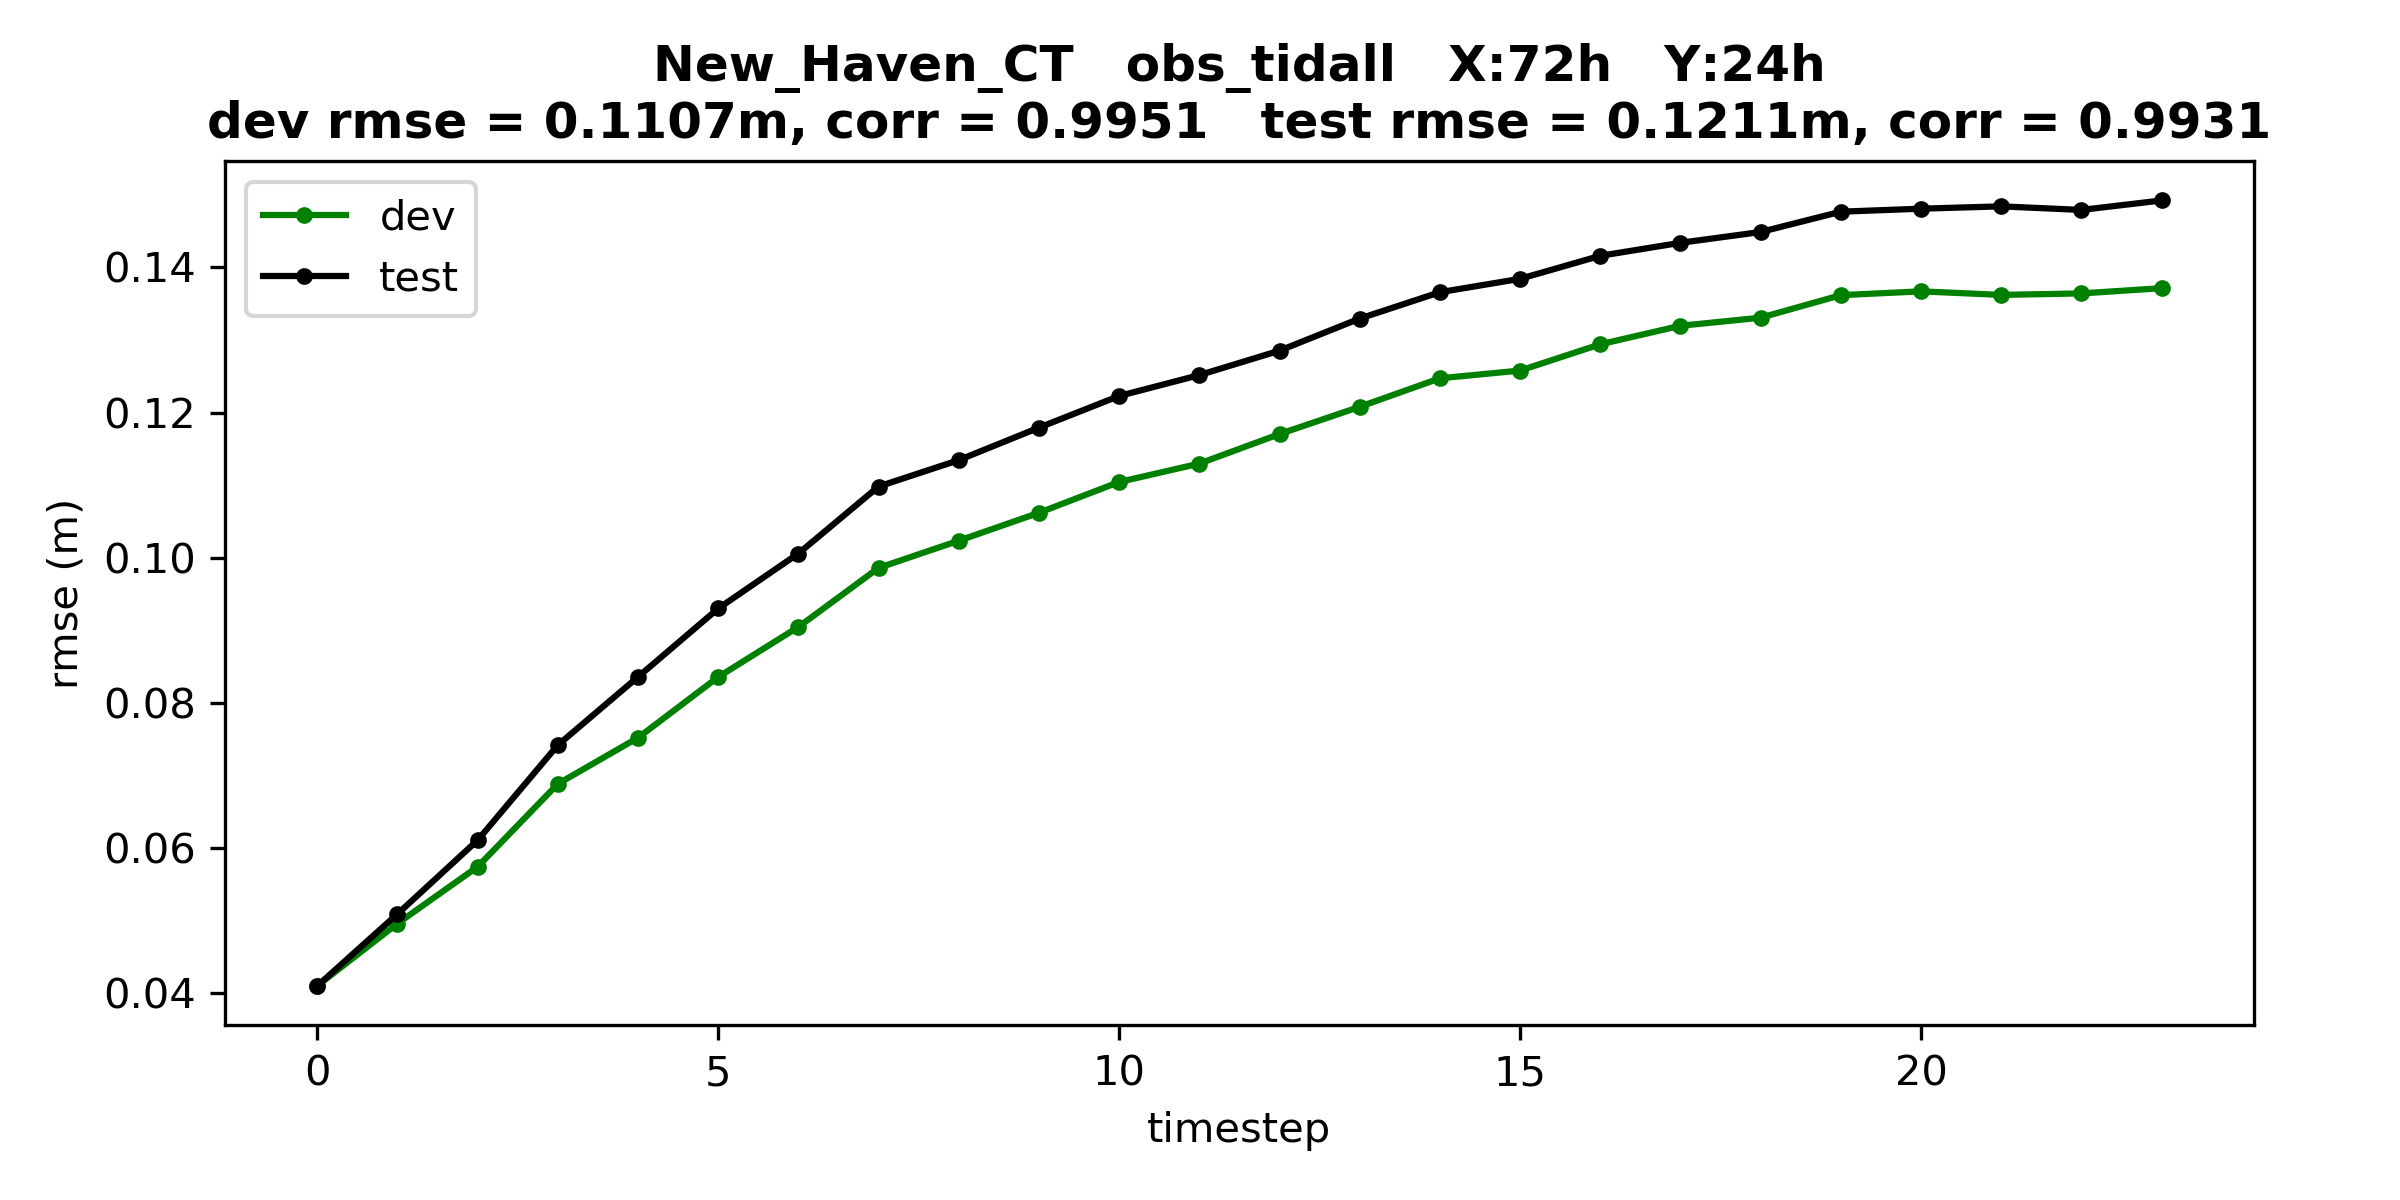 New_Haven_CT obs_tidall X:72h Y:24h
dev rmse = 0.1107m, corr = 0.9951 test rmse = 0.1211m, corr = 0.9931
dev
test
0.14
0.12
0.10
0.08
0.06
0.04
rmse (m)
0 5 10 15 20
timestep